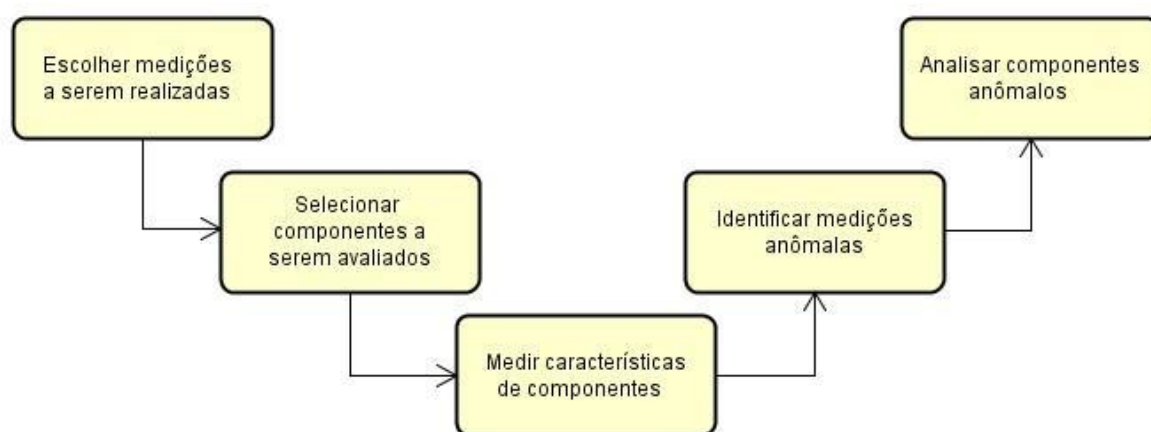 Escolher medições
a serem realizadas
Selecionar
componentes a
serem avaliados
Medir características
de componentes
Identificar medições
anômalas
Analisar componentes
anômalos